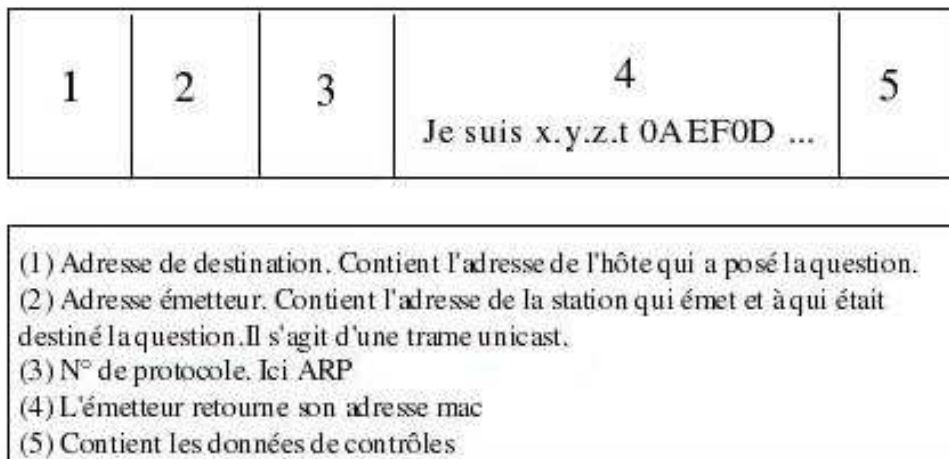 1
2
3
4
5
Je suis x.y.z.t 0AEF0D ...
(1) Adresse de destination. Contient l'adresse de l'hôte qui a posé la question.
(2) Adresse émetteur. Contient l'adresse de la station qui émet et à qui était
destiné la question.Il s'agit d'une trame unicast.
(3) N° de protocole. Ici ARP
(4) L'émetteur retourne son adresse mac
(5) Contient les données de contrôles